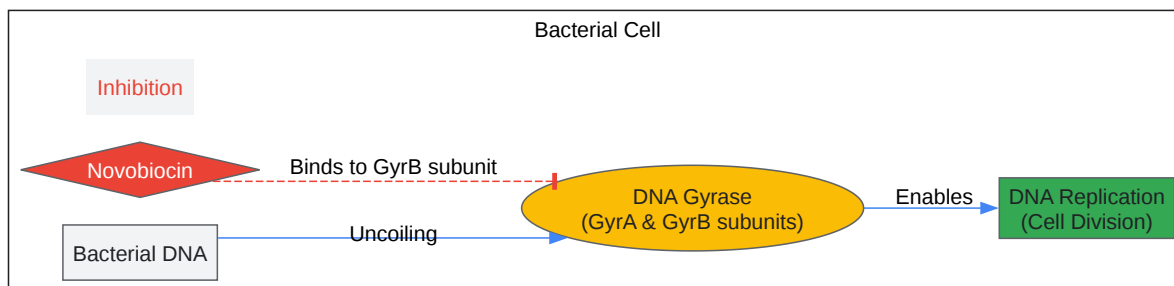 Bacterial Cell
Inhibition
Novobiocin
Binds to GyrB subunit
Bacterial DNA
Uncoiling
DNA Gyrase
(GyrA & GyrB subunits)
Enables
DNA Replication
(Cell Division)